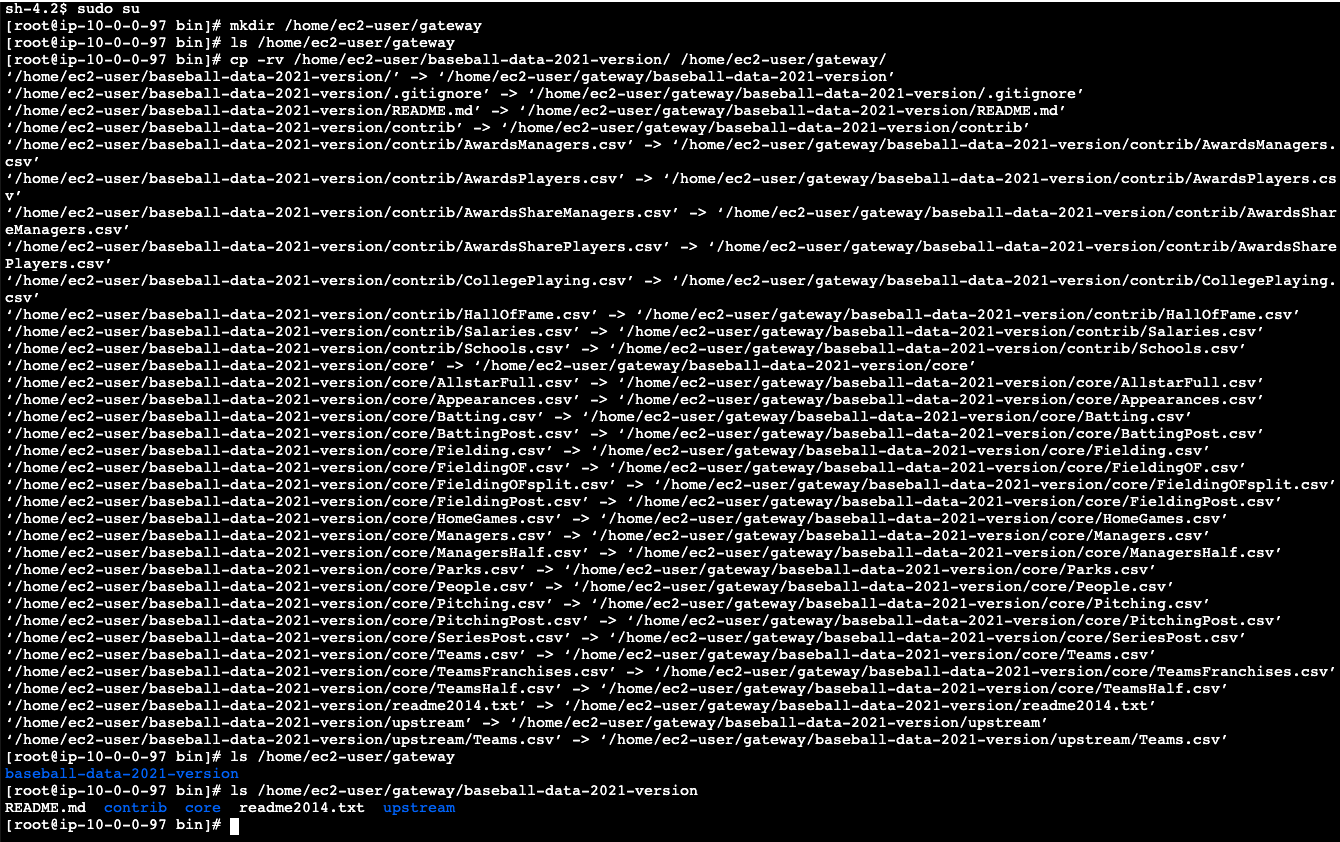 sh-4.2$ sudo su
[root@ip-10-0-0-97 bin]# mkdir /home/ec2-user/gateway
[root@ip-10-0-0-97 bin]# ls /home/ec2-user/gateway
[root@ip-10-0-0-97 bin]# cp -rv /home/ec2-user/baseball-data-2021-version/ /home/ec2-user/gateway/
‘/home/ec2-user/baseball-data-2021-version/’ -> ‘/home/ec2-user/gateway/baseball-data-2021-version’
‘/home/ec2-user/baseball-data-2021-version/.gitignore’ -> ‘/home/ec2-user/gateway/baseball-data-2021-version/.gitignore’
‘/home/ec2-user/baseball-data-2021-version/README.md’ -> ‘/home/ec2-user/gateway/baseball-data-2021-version/README.md’
‘/home/ec2-user/baseball-data-2021-version/contrib’ -> ‘/home/ec2-user/gateway/baseball-data-2021-version/contrib’
‘/home/ec2-user/baseball-data-2021-version/contrib/AwardsManagers.csv’ -> ‘/home/ec2-user/gateway/baseball-data-2021-version/contrib/AwardsManagers.
csv’
‘/home/ec2-user/baseball-data-2021-version/contrib/AwardsPlayers.csv’ -> ‘/home/ec2-user/gateway/baseball-data-2021-version/contrib/AwardsPlayers.cs
v’
‘/home/ec2-user/baseball-data-2021-version/contrib/AwardsShareManagers.csv’ -> ‘/home/ec2-user/gateway/baseball-data-2021-version/contrib/AwardsShar
eManagers.csv’
‘/home/ec2-user/baseball-data-2021-version/contrib/AwardsSharePlayers.csv’ -> ‘/home/ec2-user/gateway/baseball-data-2021-version/contrib/AwardsShare
Players.csv’
‘/home/ec2-user/baseball-data-2021-version/contrib/CollegePlaying.csv’ -> ‘/home/ec2-user/gateway/baseball-data-2021-version/contrib/CollegePlaying.
csv’
‘/home/ec2-user/baseball-data-2021-version/contrib/HallOfFame.csv’ -> ‘/home/ec2-user/gateway/baseball-data-2021-version/contrib/HallOfFame.csv’
‘/home/ec2-user/baseball-data-2021-version/contrib/Salaries.csv’ -> ‘/home/ec2-user/gateway/baseball-data-2021-version/contrib/Salaries.csv’
‘/home/ec2-user/baseball-data-2021-version/contrib/Schools.csv’ -> ‘/home/ec2-user/gateway/baseball-data-2021-version/contrib/Schools.csv’
‘/home/ec2-user/baseball-data-2021-version/core’ -> ‘/home/ec2-user/gateway/baseball-data-2021-version/core’
‘/home/ec2-user/baseball-data-2021-version/core/AllstarFull.csv’ -> ‘/home/ec2-user/gateway/baseball-data-2021-version/core/AllstarFull.csv’
‘/home/ec2-user/baseball-data-2021-version/core/Appearances.csv’ -> ‘/home/ec2-user/gateway/baseball-data-2021-version/core/Appearances.csv’
‘/home/ec2-user/baseball-data-2021-version/core/Batting.csv’ -> ‘/home/ec2-user/gateway/baseball-data-2021-version/core/Batting.csv’
‘/home/ec2-user/baseball-data-2021-version/core/BattingPost.csv’ -> ‘/home/ec2-user/gateway/baseball-data-2021-version/core/BattingPost.csv’
‘/home/ec2-user/baseball-data-2021-version/core/Fielding.csv’ -> ‘/home/ec2-user/gateway/baseball-data-2021-version/core/Fielding.csv’
‘/home/ec2-user/baseball-data-2021-version/core/FieldingOF.csv’ -> ‘/home/ec2-user/gateway/baseball-data-2021-version/core/FieldingOF.csv’
‘/home/ec2-user/baseball-data-2021-version/core/FieldingOFsplit.csv’ -> ‘/home/ec2-user/gateway/baseball-data-2021-version/core/FieldingOFsplit.csv’
‘/home/ec2-user/baseball-data-2021-version/core/FieldingPost.csv’ -> ‘/home/ec2-user/gateway/baseball-data-2021-version/core/FieldingPost.csv’
‘/home/ec2-user/baseball-data-2021-version/core/HomeGames.csv’ -> ‘/home/ec2-user/gateway/baseball-data-2021-version/core/HomeGames.csv’
‘/home/ec2-user/baseball-data-2021-version/core/Managers.csv’ -> ‘/home/ec2-user/gateway/baseball-data-2021-version/core/Managers.csv’
‘/home/ec2-user/baseball-data-2021-version/core/ManagersHalf.csv’ -> ‘/home/ec2-user/gateway/baseball-data-2021-version/core/ManagersHalf.csv’
‘/home/ec2-user/baseball-data-2021-version/core/Parks.csv’ -> ‘/home/ec2-user/gateway/baseball-data-2021-version/core/Parks.csv’
‘/home/ec2-user/baseball-data-2021-version/core/People.csv’ -> ‘/home/ec2-user/gateway/baseball-data-2021-version/core/People.csv’
‘/home/ec2-user/baseball-data-2021-version/core/Pitching.csv’ -> ‘/home/ec2-user/gateway/baseball-data-2021-version/core/Pitching.csv’
‘/home/ec2-user/baseball-data-2021-version/core/PitchingPost.csv’ -> ‘/home/ec2-user/gateway/baseball-data-2021-version/core/PitchingPost.csv’
‘/home/ec2-user/baseball-data-2021-version/core/SeriesPost.csv’ -> ‘/home/ec2-user/gateway/baseball-data-2021-version/core/SeriesPost.csv’
‘/home/ec2-user/baseball-data-2021-version/core/Teams.csv’ -> ‘/home/ec2-user/gateway/baseball-data-2021-version/core/Teams.csv’
‘/home/ec2-user/baseball-data-2021-version/core/TeamsFranchises.csv’ -> ‘/home/ec2-user/gateway/baseball-data-2021-version/core/TeamsFranchises.csv’
‘/home/ec2-user/baseball-data-2021-version/core/TeamsHalf.csv’ -> ‘/home/ec2-user/gateway/baseball-data-2021-version/core/TeamsHalf.csv’
‘/home/ec2-user/baseball-data-2021-version/readme2014.txt’ -> ‘/home/ec2-user/gateway/baseball-data-2021-version/readme2014.txt’
‘/home/ec2-user/baseball-data-2021-version/upstream’ -> ‘/home/ec2-user/gateway/baseball-data-2021-version/upstream’
‘/home/ec2-user/baseball-data-2021-version/upstream/Teams.csv’ -> ‘/home/ec2-user/gateway/baseball-data-2021-version/upstream/Teams.csv’
[root@ip-10-0-0-97 bin]# ls /home/ec2-user/gateway
baseball-data-2021-version
[root@ip-10-0-0-97 bin]# ls /home/ec2-user/gateway/baseball-data-2021-version
README.md  contrib  core  readme2014.txt  upstream
[root@ip-10-0-0-97 bin]#